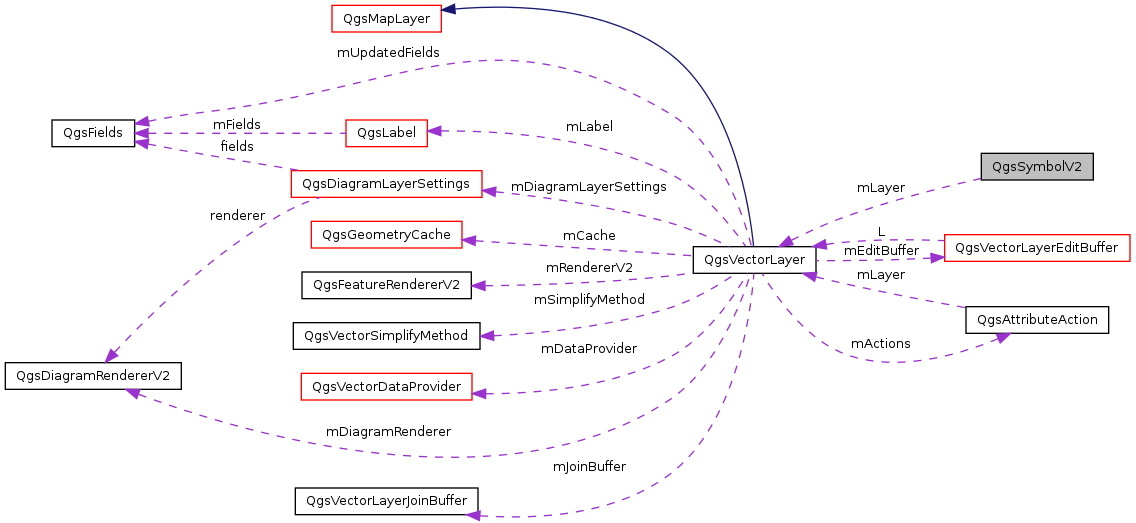 QgsMapLayer
mUpdatedFields
QgsFields
mFields
QgsLabel
mLabel
fields
QgsDiagramLayerSettings
mDiagramLayerSettings
QgsSymbolV2
mLayer
renderer
QgsGeometryCache
mCache
QgsVectorLayer
L
mEditBuffer
QgsVectorLayerEditBuffer
mLayer
mRendererV2
QgsFeatureRendererV2
mSimplifyMethod
QgsVectorSimplifyMethod
QgsAttributeAction
mActions
mDataProvider
QgsDiagramRendererV2
QgsVectorDataProvider
mDiagramRenderer
mJoinBuffer
QgsVectorLayerJoinBuffer